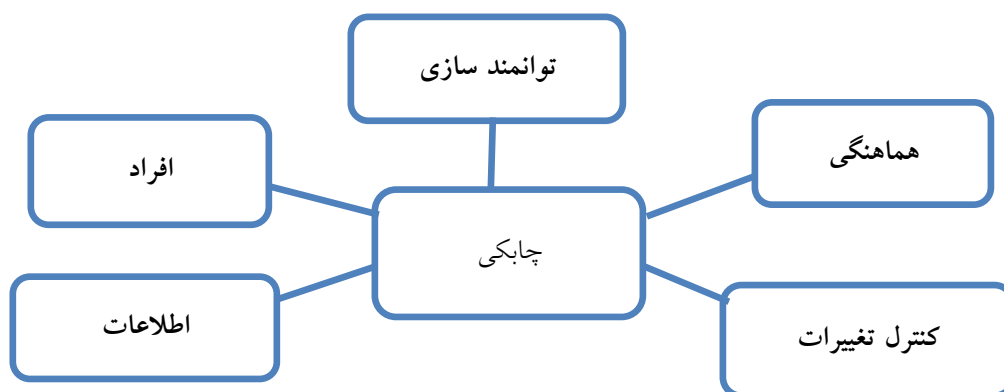 توانمند سازی
هماهنگی
افراد
چابکی
اطلاعات
کنترل تغییرات